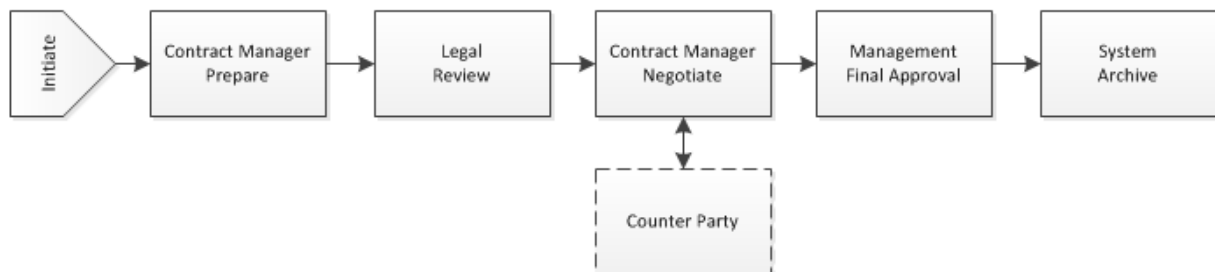 Initiate
Contract Manager
Prepare
Legal
Review
Contract Manager
Negotiate
Management
Final Approval
System
Archive
Counter Party